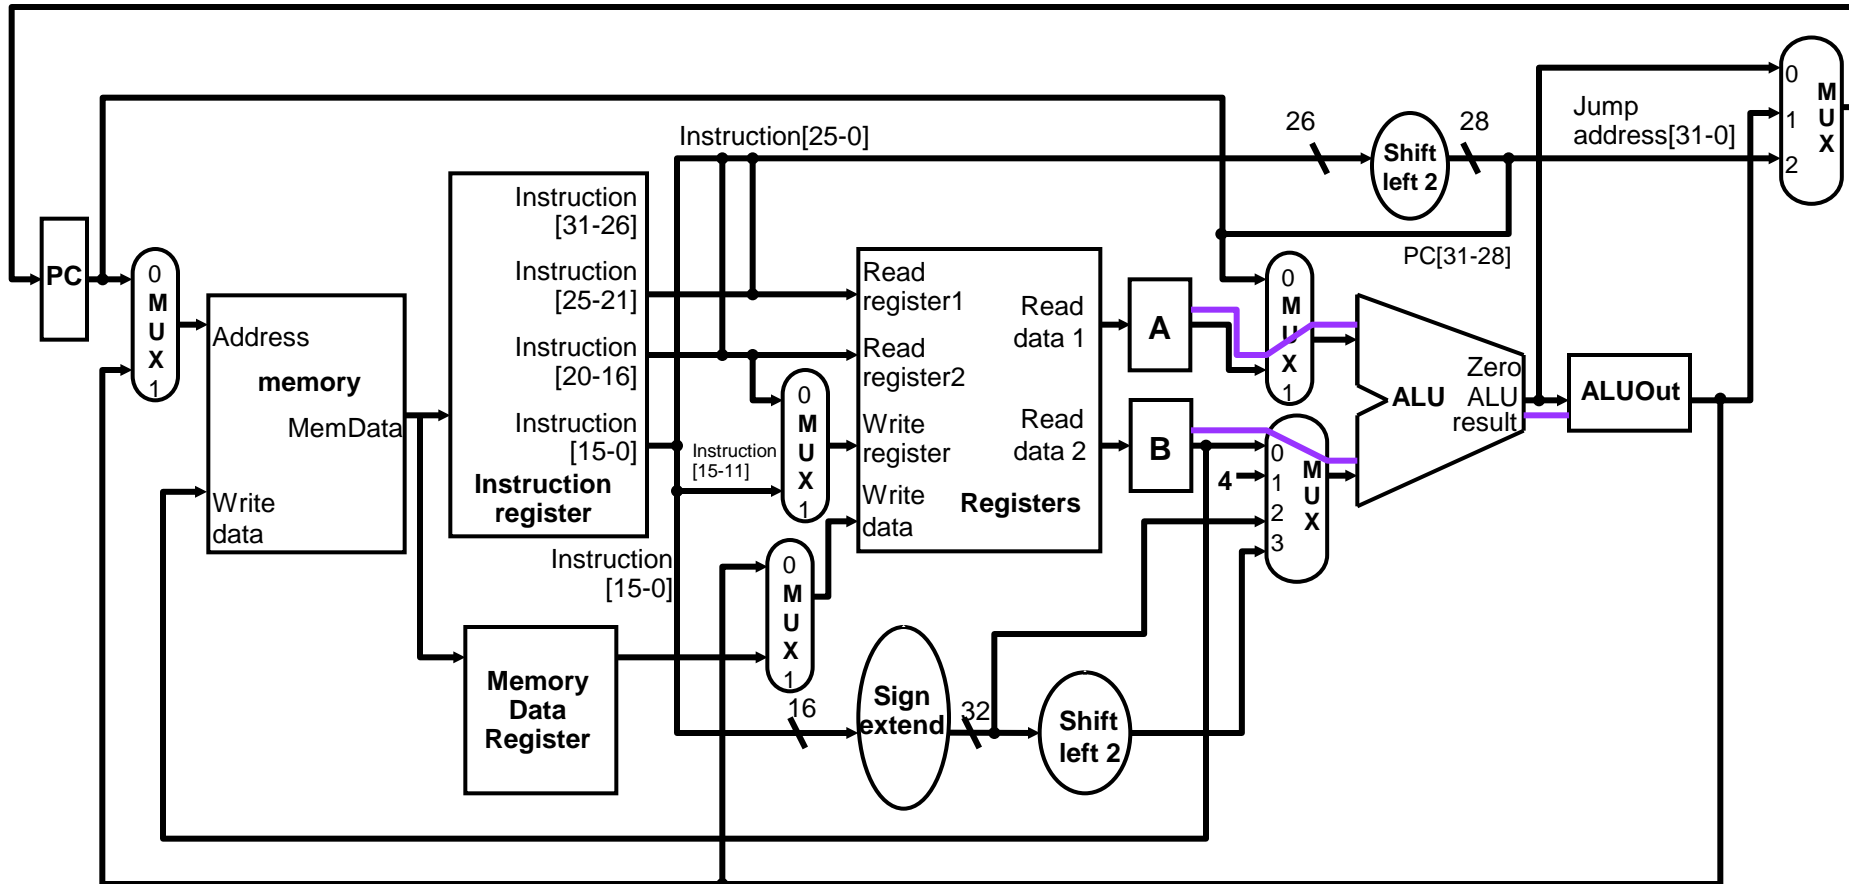 PC
0
M
U
X
1
Address
memory
MemData
Write
data
Instruction
[31-26]
Instruction
[25-21]
Instruction
[20-16]
Instruction
[15-0]
Instruction
register
Instruction[25-0]
Instruction
[15-11]
Instruction
[15-0]
Memory
Data
Register
0
M
U
X
1
0
M
U
X
1
16
Sign
extend
32
Shift
left 2
Read
register1
Read
register2
Write
register
Write
data
Read
data 1
Read
data 2
Registers
A
B
4
0
M
U
X
1
0
1
2
3
M
U
X
26
Shift
left 2
28
PC[31-28]
Jump
address[31-0]
Zero
ALU
ALU
result
ALUOut
0
1
2
M
U
X